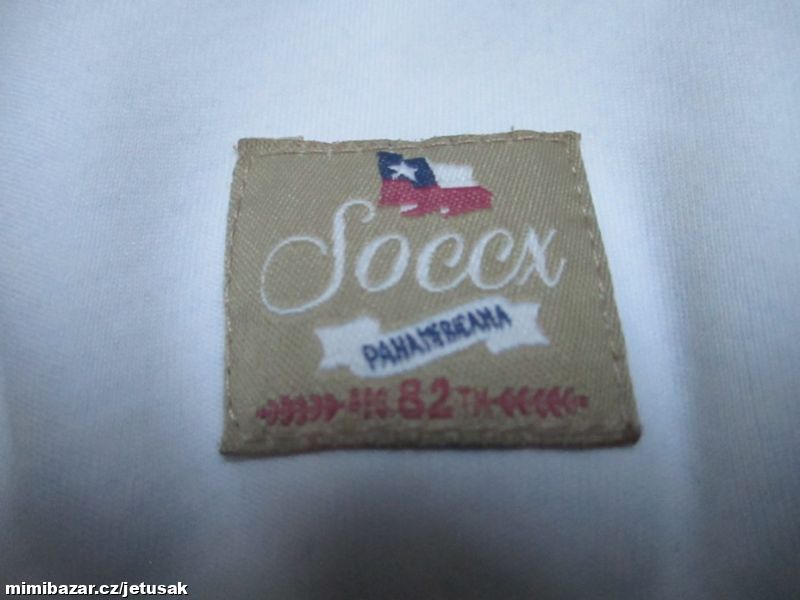 Soccx
PANAMERICANA
82TH
mimibazar.cz/jetusak